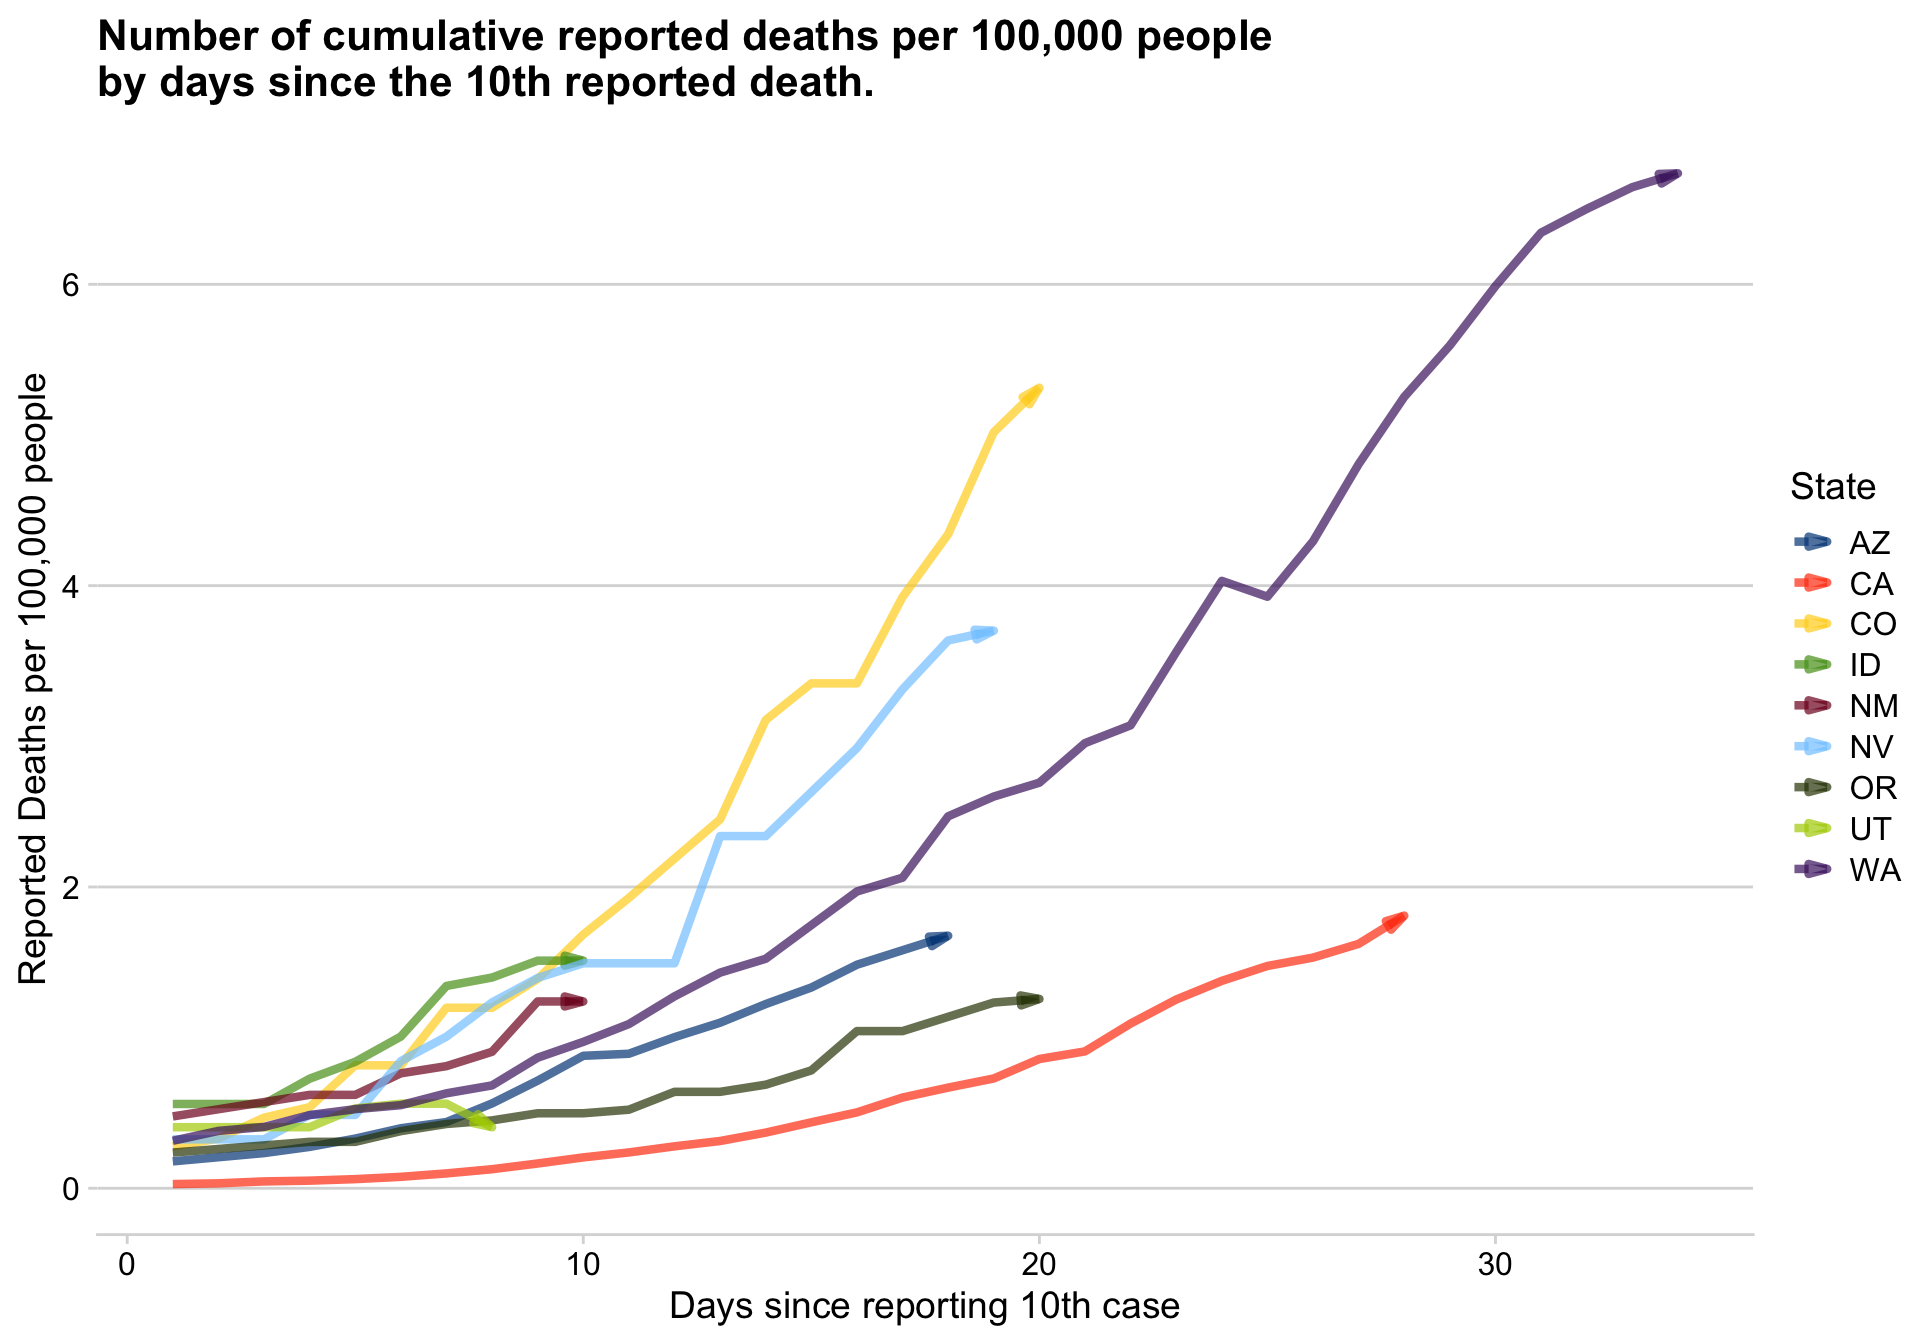 Number of cumulative reported deaths per 100,000 people
by days since the 10th reported death.
Reported Deaths per 100,000 people
6
4
2
0
0
10
20
30
Days since reporting 10th case
State
AZ
CA
CO
ID
NM
NV
OR
UT
WA